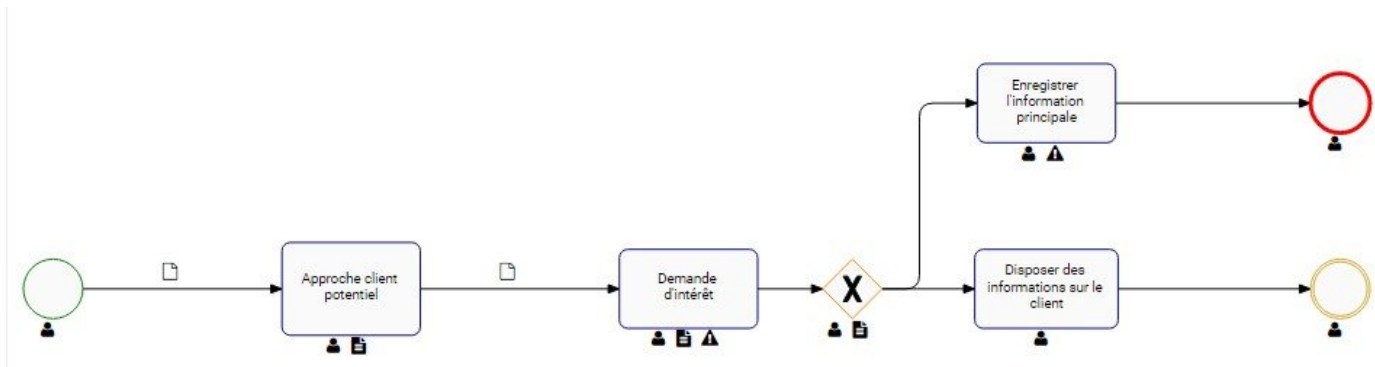 Enregistrer
l'information
principale
Approche client
potentiel
Demande
d'intérêt
X
Disposer des
informations sur le
client